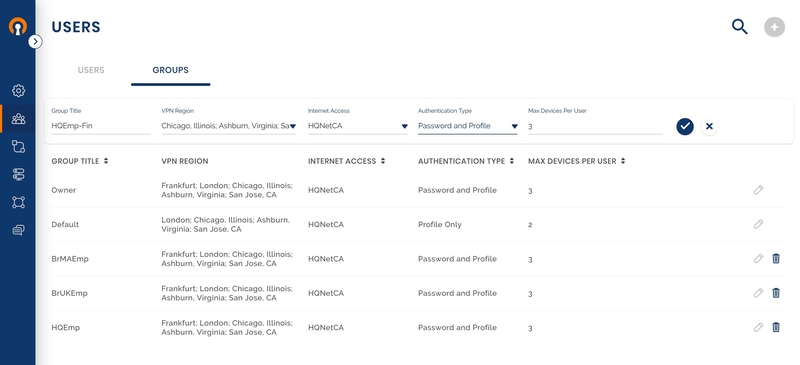 USERS
USERS GROUPS
Group Title VPN Region Internet Access Authentication Type Max Devices Per User
HQEmp-Fin Chicago, Illinois; Ashburn, Virginia; Sa HQNetCA Password and Profile 3
GROUP TITLE VPN REGION INTERNET ACCESS AUTHENTICATION TYPE MAX DEVICES PER USER
Owner Frankfurt; London; Chicago, Illinois; HQNetCA Password and Profile 3
Ashburn, Virginia; San Jose, CA
Default London; Chicago, Illinois; Ashburn, HQNetCA Profile Only 2
Virginia; San Jose, CA
BrMAEmp Frankfurt; London; Chicago, Illinois; HQNetCA Password and Profile 3
Ashburn, Virginia; San Jose, CA
BrUKEmp Frankfurt; London; Chicago, Illinois; HQNetCA Password and Profile 3
Ashburn, Virginia; San Jose, CA
HQEmp Frankfurt; London; Chicago, Illinois; HQNetCA Password and Profile 3
Ashburn, Virginia; San Jose, CA